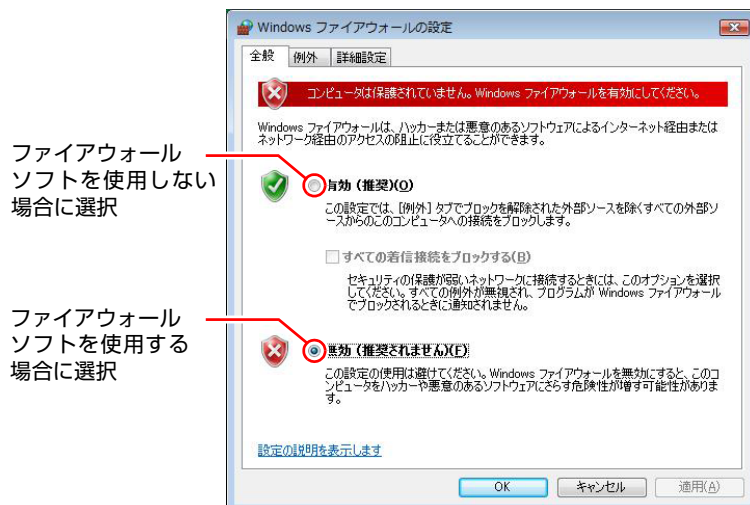 Windows ファイアウォールの設定
全般
例外
詳細設定
コンピュータは保護されていません。Windows ファイアウォールを有効にしてください。
Windows ファイアウォールは、ハッカーまたは悪意のあるソフトウェアによるインターネット経由または
ネットワーク経由のアクセスの阻止に役立てることができます。
ファイアウォール
ソフトを使用しない
場合に選択
有効 (推奨)(O)
この設定では、[例外] タブでブロックを解除された外部ソースを除くすべての外部ソ
ースからのこのコンピュータへの接続をブロックします。
すべての着信接続をブロックする(B)
セキュリティの保護が弱いネットワークに接続するときには、このオプションを選択
してください。すべての例外が無視され、プログラムが Windows ファイアウォール
でブロックされるときに通知されません。
ファイアウォール
ソフトを使用する
場合に選択
無効 (推奨されません)(F)
この設定の使用は避けてください。Windows ファイアウォールを無効にすると、このコ
ンピュータをハッカーや悪意のあるソフトウェアにさらす危険性が増す可能性がありま
す。
設定の説明を表示します
OK
キャンセル
適用(A)